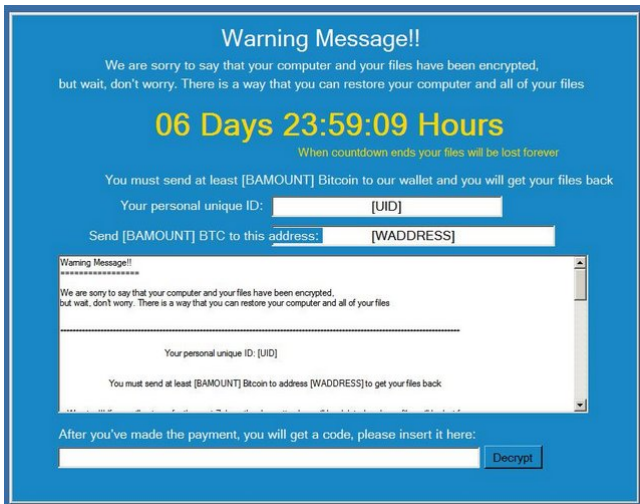 Warning Message!!
We are sorry to say that your computer and your files have been encrypted,
but wait, don't worry. There is a way that you can restore your computer and all of your files
06 Days 23:59:09 Hours
When countdown ends your files will be lost forever
You must send at least [BAMOUNT] Bitcoin to our wallet and you will get your files back
Your personal unique ID: [UID]
Send [BAMOUNT] BTC to this address: [WADDRESS]
Warning Message!!
=================
We are sorry to say that your computer and your files have been encrypted,
but wait, don't worry. There is a way that you can restore your computer and all of your files
Your personal unique ID: [UID]
You must send at least [BAMOUNT] Bitcoin to address [WADDRESS] to get your files back
After you've made the payment, you will get a code, please insert it here:
Decrypt